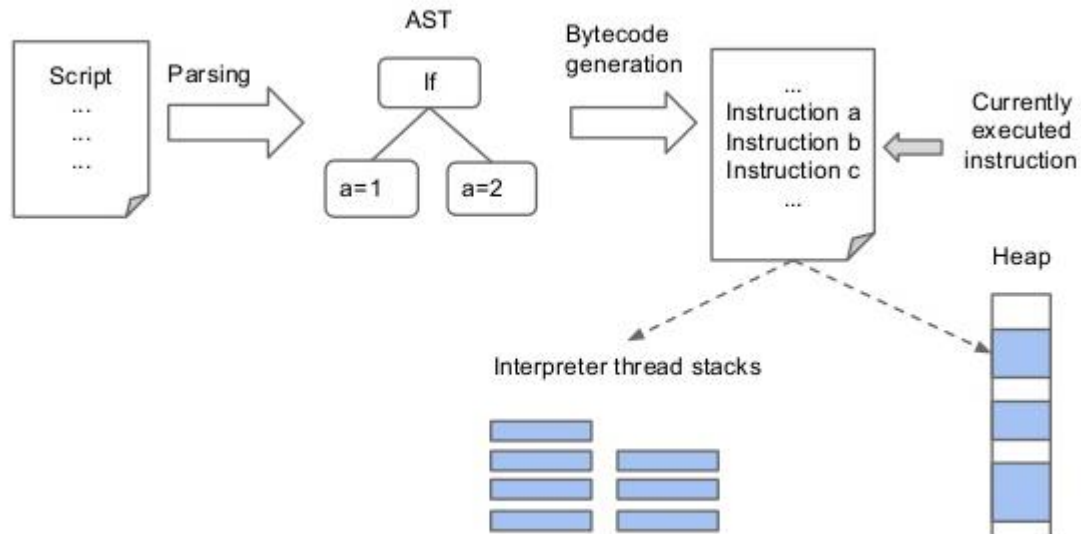 AST
Script
...
...
...
Parsing
If
a=1
a=2
Bytecode
generation
...
Instruction a
Instruction b
Instruction c
...
Currently
executed
instruction
Heap
Interpreter thread stacks